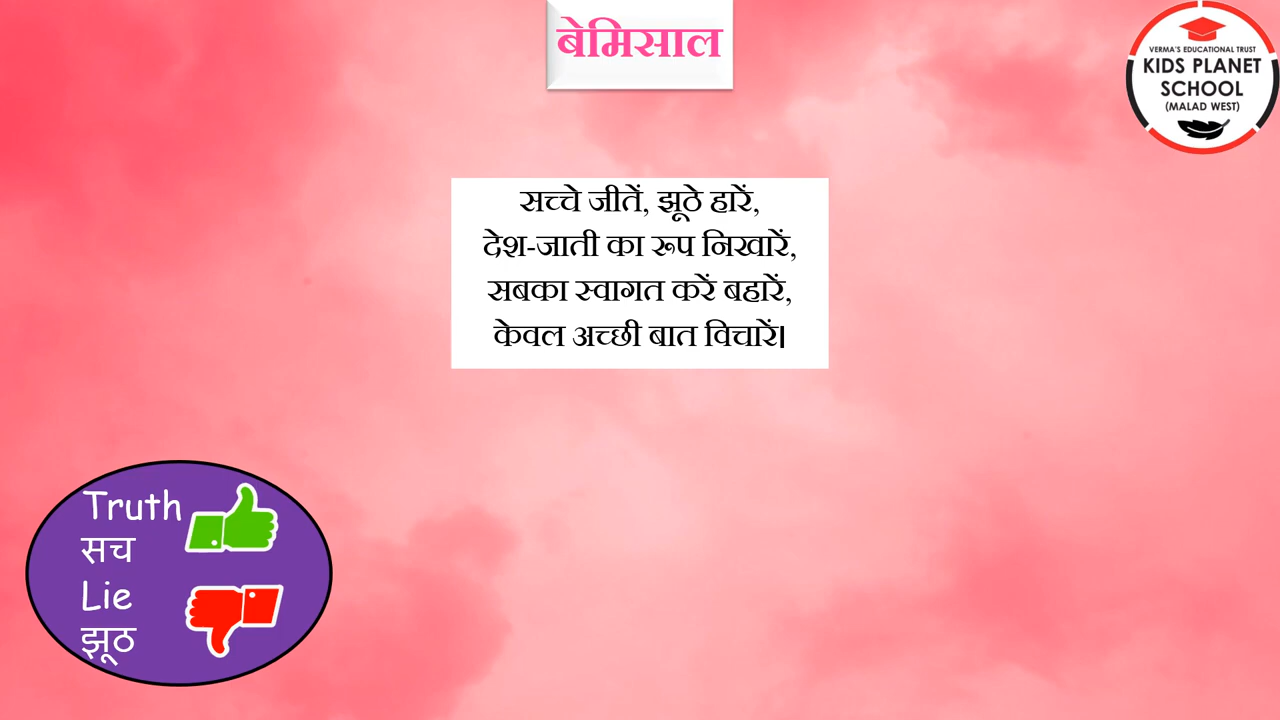 बेमिसाल
VERMA'S EDUCATIONAL TRUST
KIDS PLANET
SCHOOL
(MALAD WEST)
सच्चे जीतें, झूठे हारें,
देश-जाती का रूप निखारें,
सबका स्वागत करें बहारें,
केवल अच्छी बात विचारें।
Truth
सच
Lie
झूठ